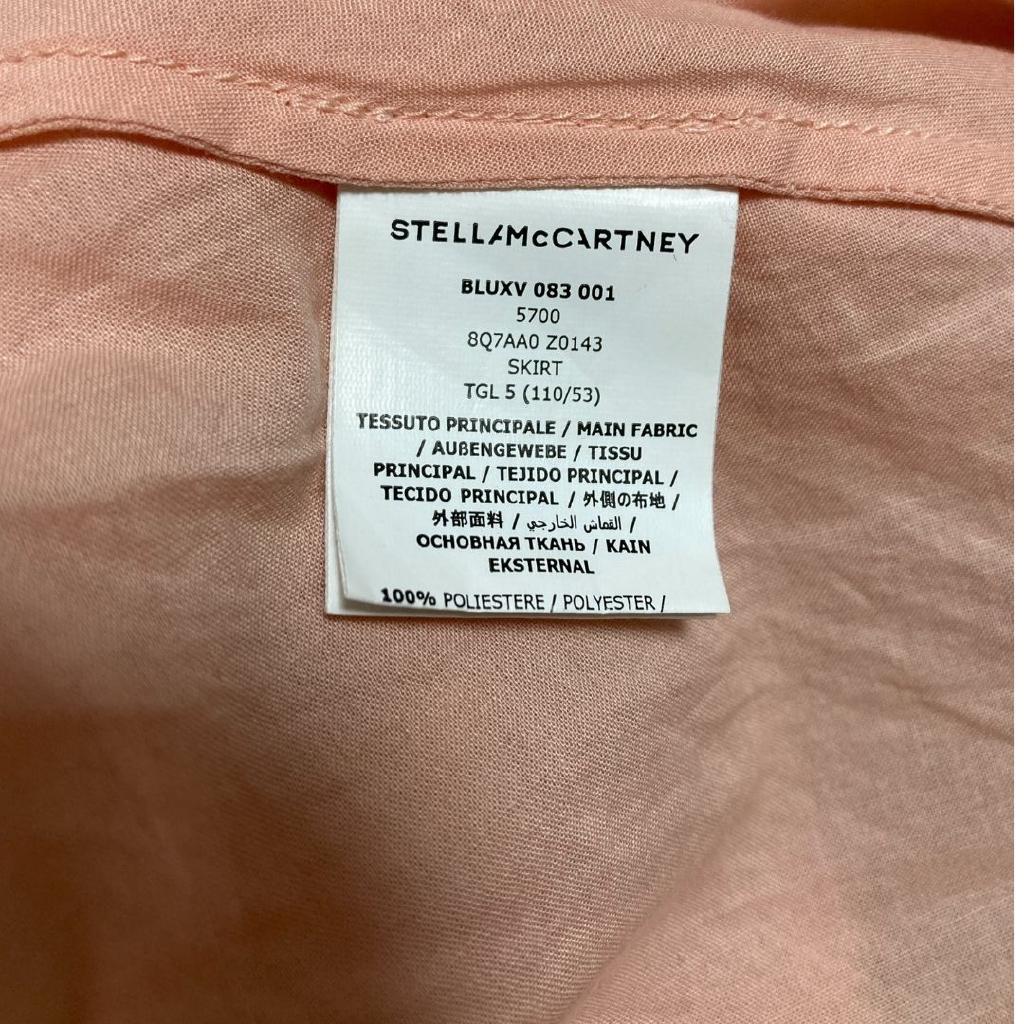 STELLAMcCARTNEY
BLUXV 083 001
5700
8Q7AA0 Z0143
SKIRT
TGL 5 (110/53)
TESSUTO PRINCIPALE / MAIN FABRIC
/ AUßENGEWEBE / TISSU
PRINCIPAL / TEJIDO PRINCIPAL /
TECIDO PRINCIPAL / 外側の布地 /
外部面料 / القماش الخارجي /
ОСНОВНАЯ ТКАНЬ / KAIN
EKSTERNAL
100% POLIESTERE / POLYESTER /